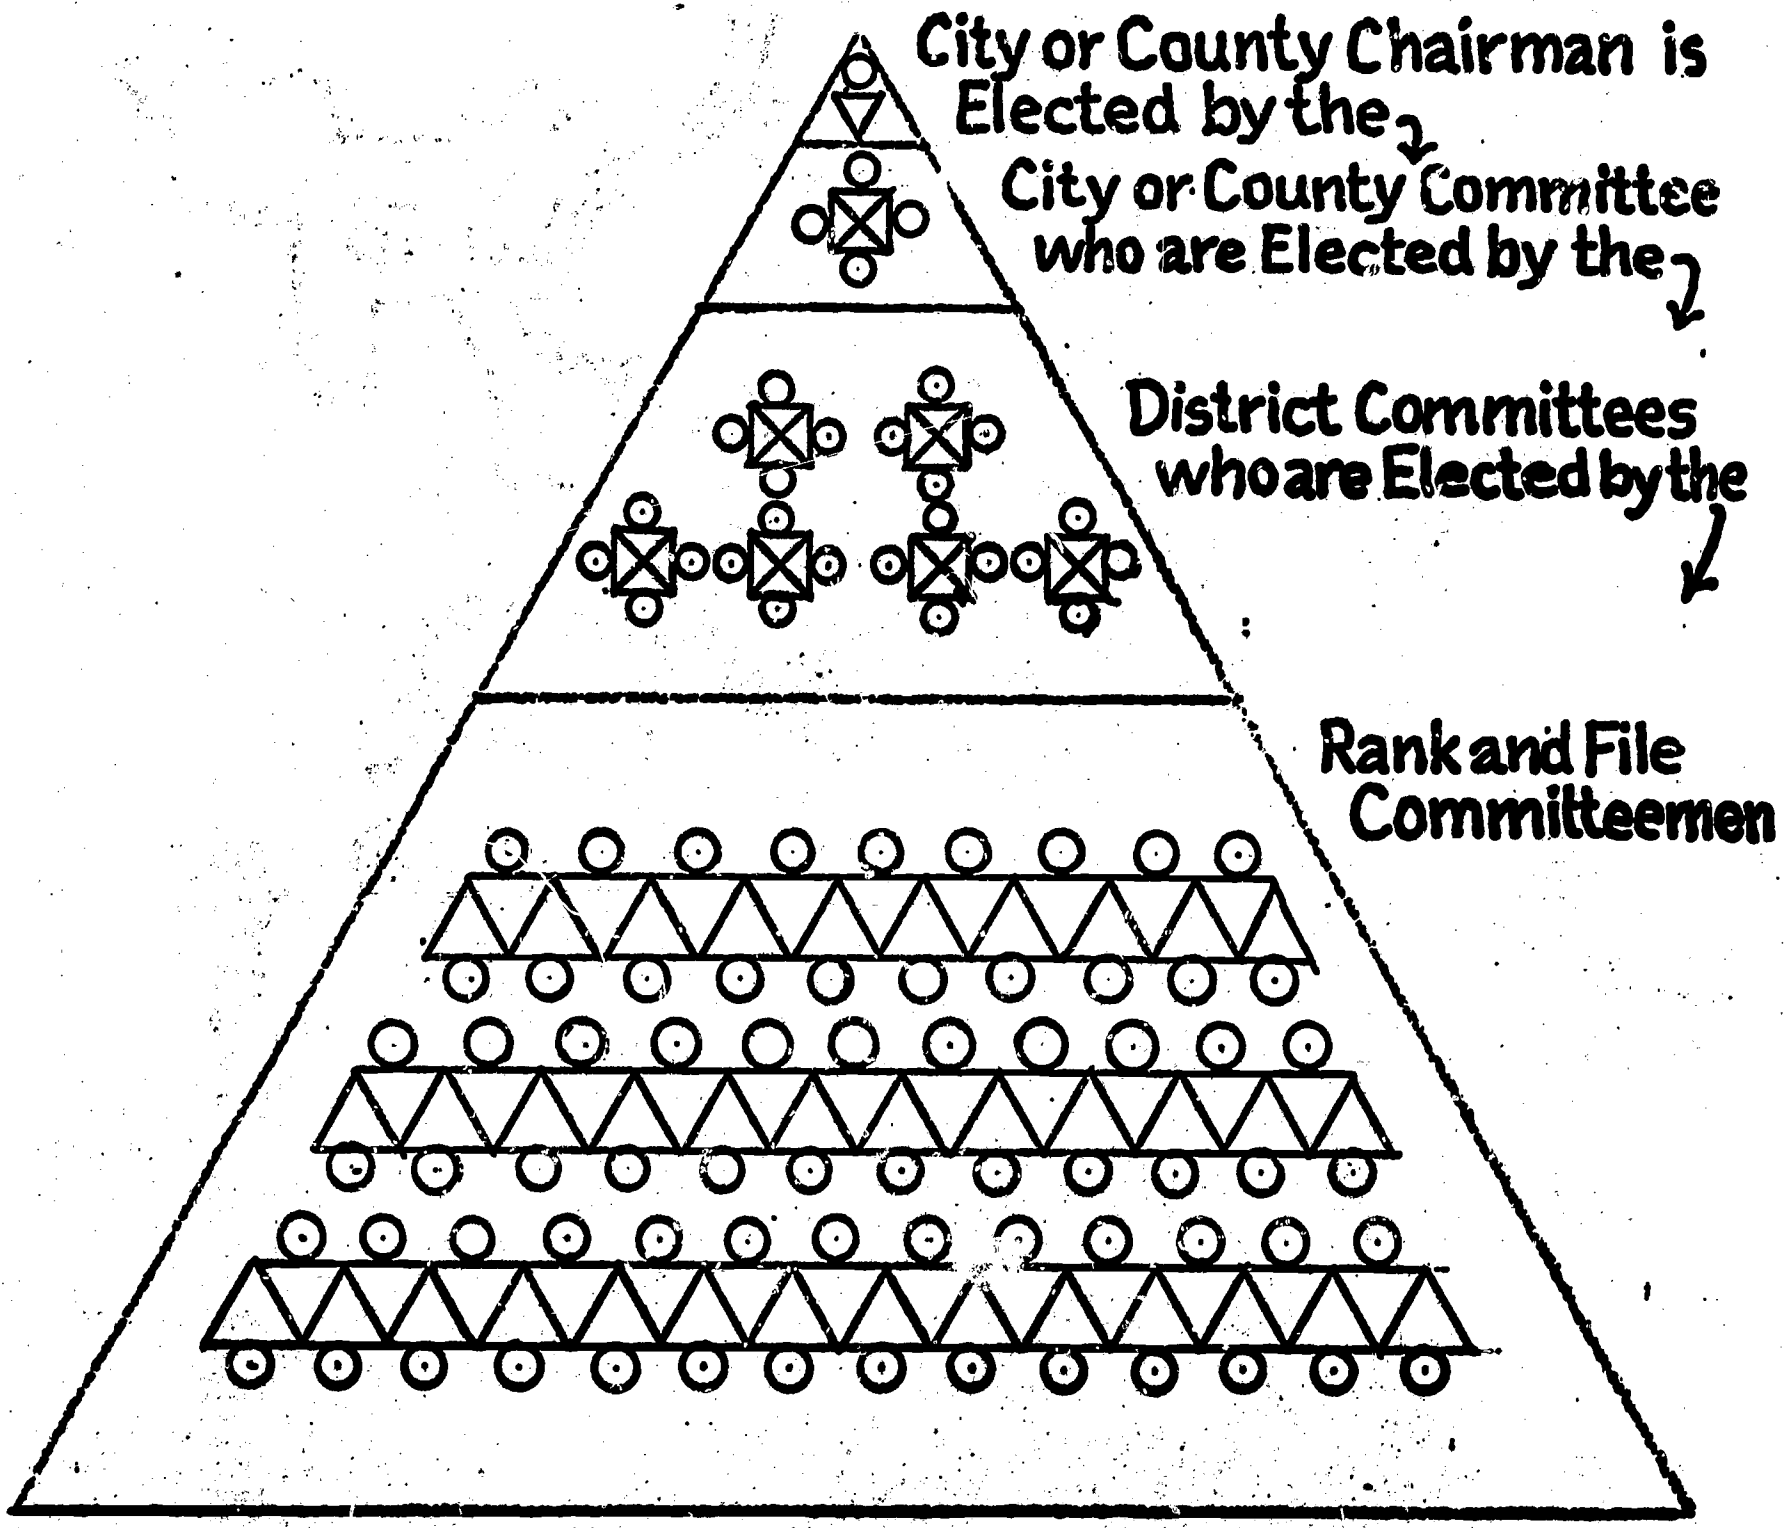 City or County Chairman is
Elected by the
City or County Committee
who are Elected by the
District Committees
who are Elected by the
Rank and File
Committeemen